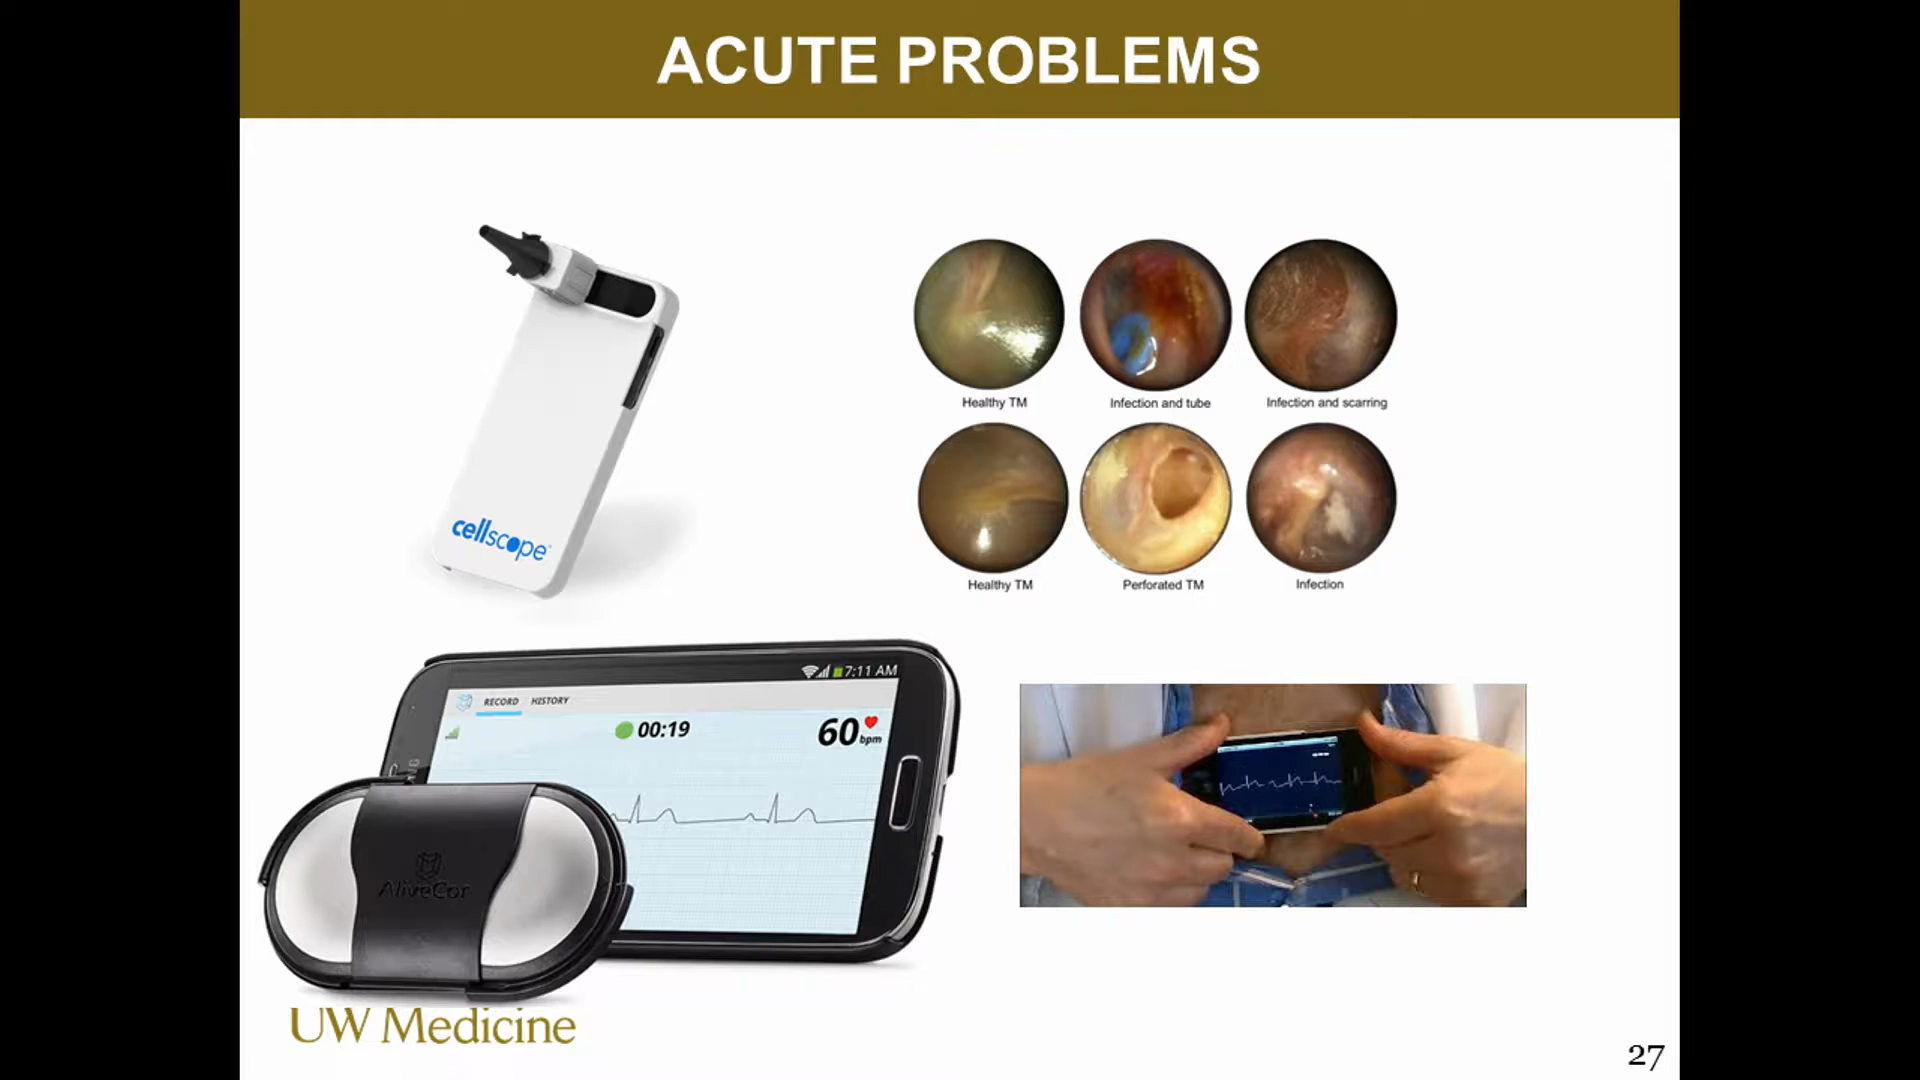 ACUTE PROBLEMS
cellscope
Healthy TM
Infection and tube
Infection and scarring
Healthy TM
Perforated TM
Infection
7:11 AM
RECORD HISTORY
00:19
60 bpm
AliveCor
UW Medicine
27